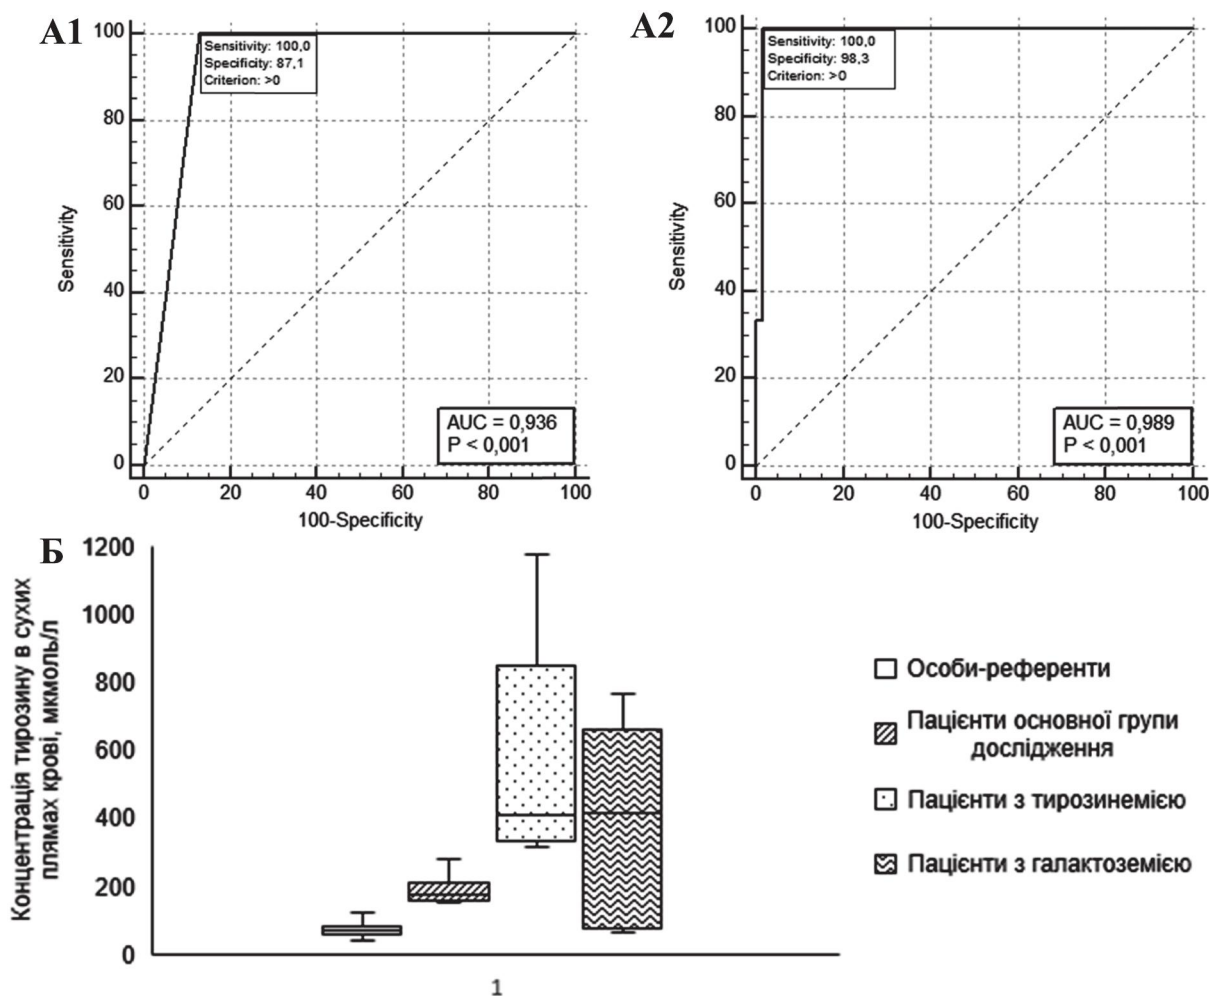 А1
100
80
60
40
20
0
Sensitivity
Sensitivity: 100,0
Specificity: 87,1
Criterion: >0
AUC = 0,936
P < 0,001
0 20 40 60 80 100
100-Specificity
А2
100
80
60
40
20
0
Sensitivity
Sensitivity: 100,0
Specificity: 98,3
Criterion: >0
AUC = 0,989
P < 0,001
0 20 40 60 80 100
100-Specificity
Б
Концентрація тирозину в сухих
плямах крові, мкмоль/л
1200
1000
800
600
400
200
0
1
Особи-референти
Пацієнти основної групи
дослідження
Пацієнти з тирозинемією
Пацієнти з галактоземією